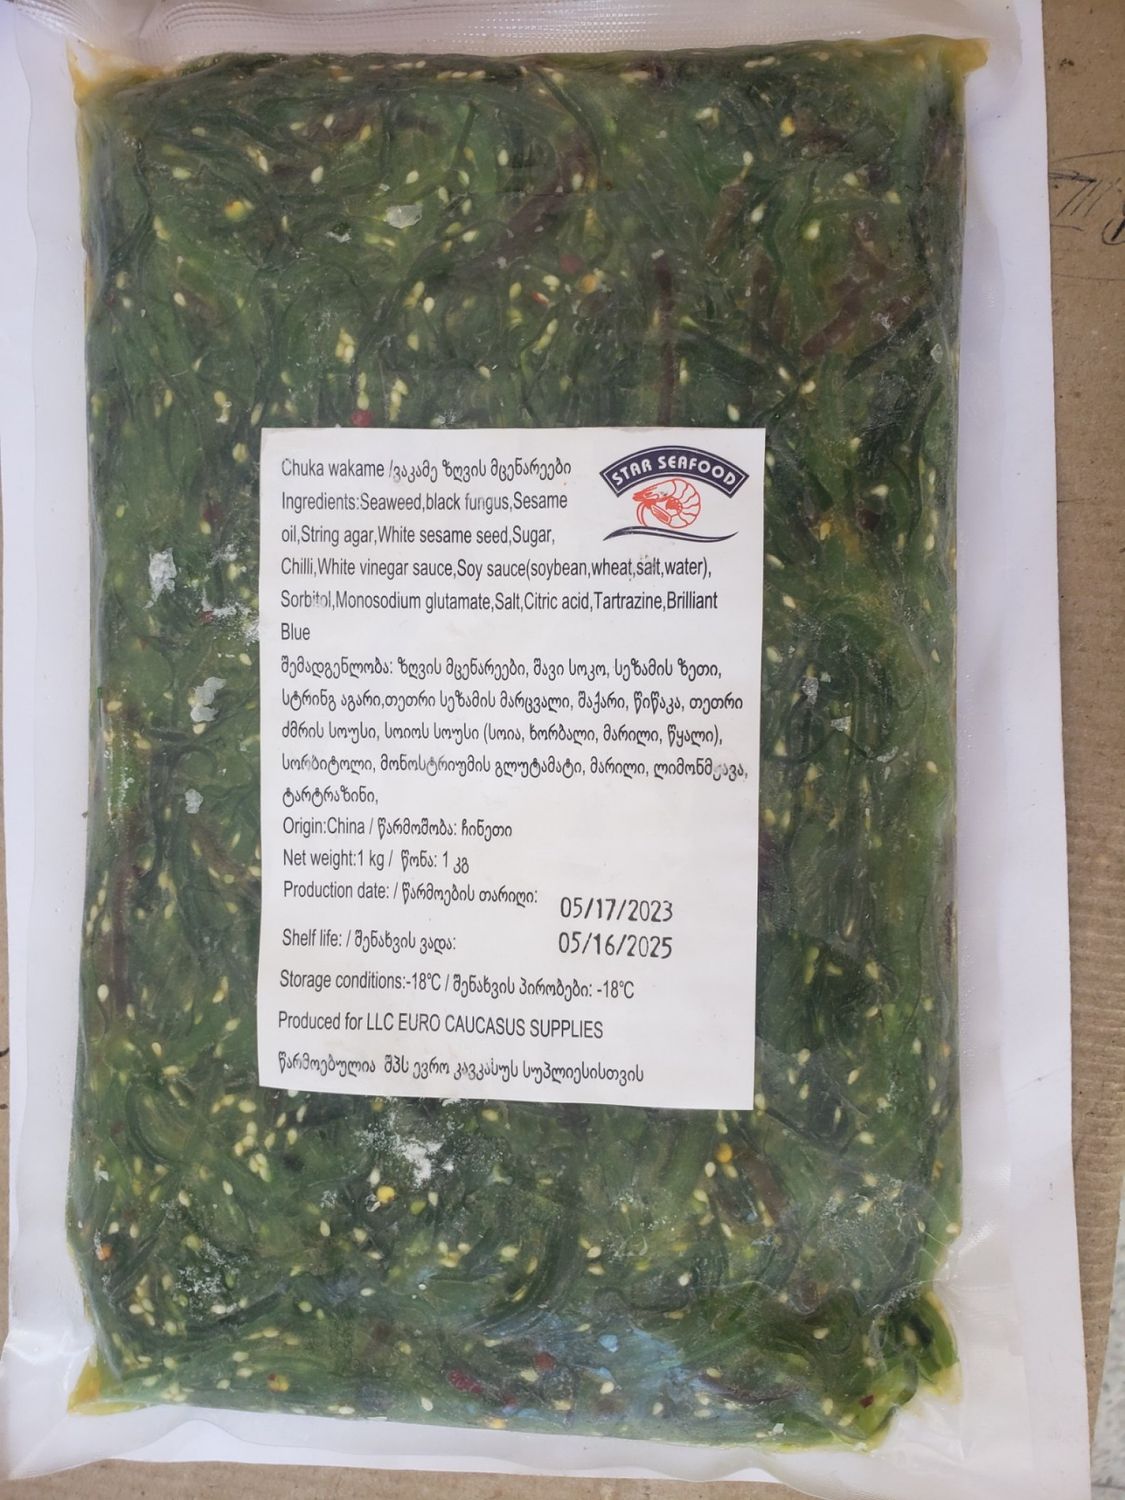 Chuka wakame /ვაკამე ზღვის მცენარეები
STAR SEAFOOD
Ingredients:Seaweed,black fungus,Sesame
oil,String agar,White sesame seed,Sugar,
Chilli,White vinegar sauce,Soy sauce(soybean,wheat,salt,water),
Sorbitol,Monosodium glutamate,Salt,Citric acid,Tartrazine,Brilliant
Blue
შემადგენლობა: ზღვის მცენარეები, შავი სოკო, სეზამის ზეთი,
სტრინგ აგარი,თეთრი სეზამის მარცვალი, შაქარი, წიწაკა, თეთრი
ძმრის სოუსი, სოიოს სოუსი (სოია, ხორბალი, მარილი, წყალი),
სორბიტოლი, მონოსტრიუმის გლუტამატი, მარილი, ლიმონმჟავა,
ტარტრაზინი,
Origin:China / წარმოშობა: ჩინეთი
Net weight:1 kg / წონა: 1 კგ
Production date: / წარმოების თარიღი: 05/17/2023
Shelf life: / შენახვის ვადა: 05/16/2025
Storage conditions:-18°C / შენახვის პირობები: -18°C
Produced for LLC EURO CAUCASUS SUPPLIES
წარმოებულია შპს ევრო კავკასუს სუპლიესისთვის